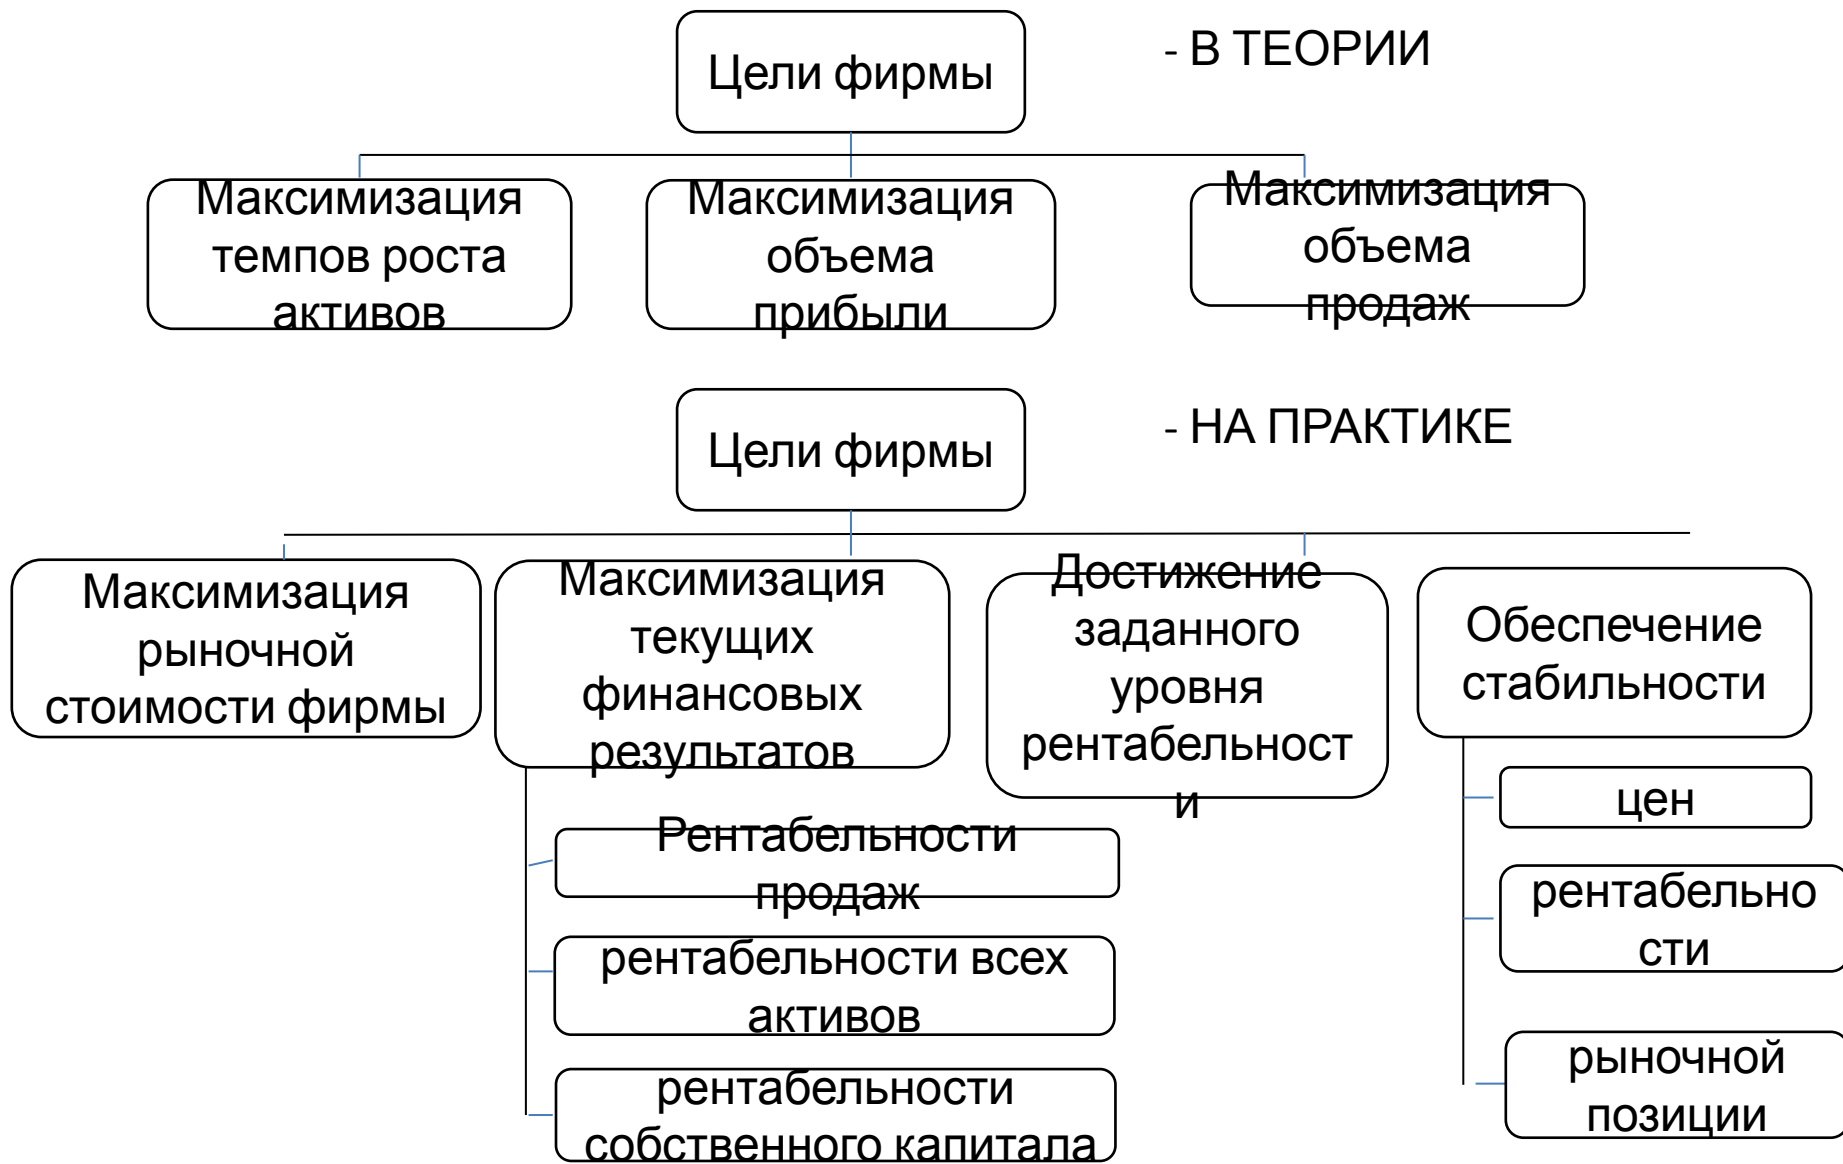 Цели фирмы
- В ТЕОРИИ
Максимизация
темпов роста
активов
Максимизация
объема
прибыли
Максимизация
объема
продаж
Цели фирмы
- НА ПРАКТИКЕ
Максимизация
рыночной
стоимости фирмы
Максимизация
текущих
финансовых
результатов
Рентабельности
продаж
рентабельности всех
активов
рентабельности
собственного капитала
Достижение
заданного
уровня
рентабельност
и
Обеспечение
стабильности
цен
рентабельно
сти
рыночной
позиции